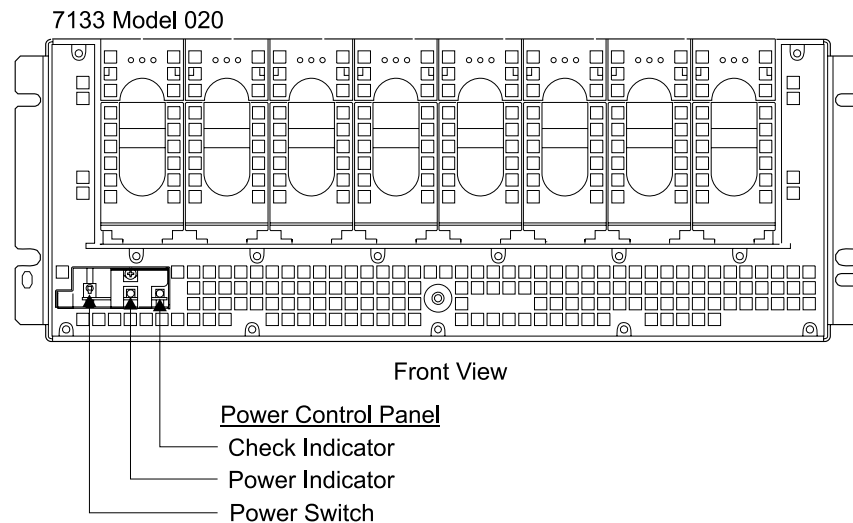 7133 Model 020
Front View
Power Control Panel
Check Indicator
Power Indicator
Power Switch